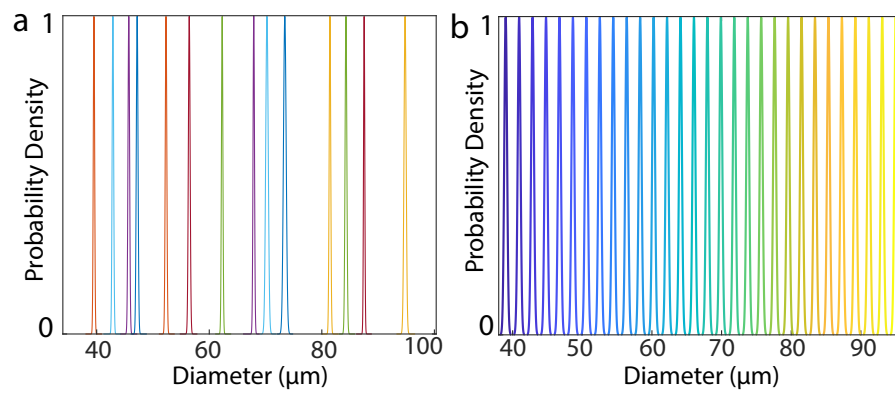 a
1
Probability Density
0
40 60 80 100
Diameter (μm)
b
1
Probability Density
0
40 50 60 70 80 90
Diameter (μm)